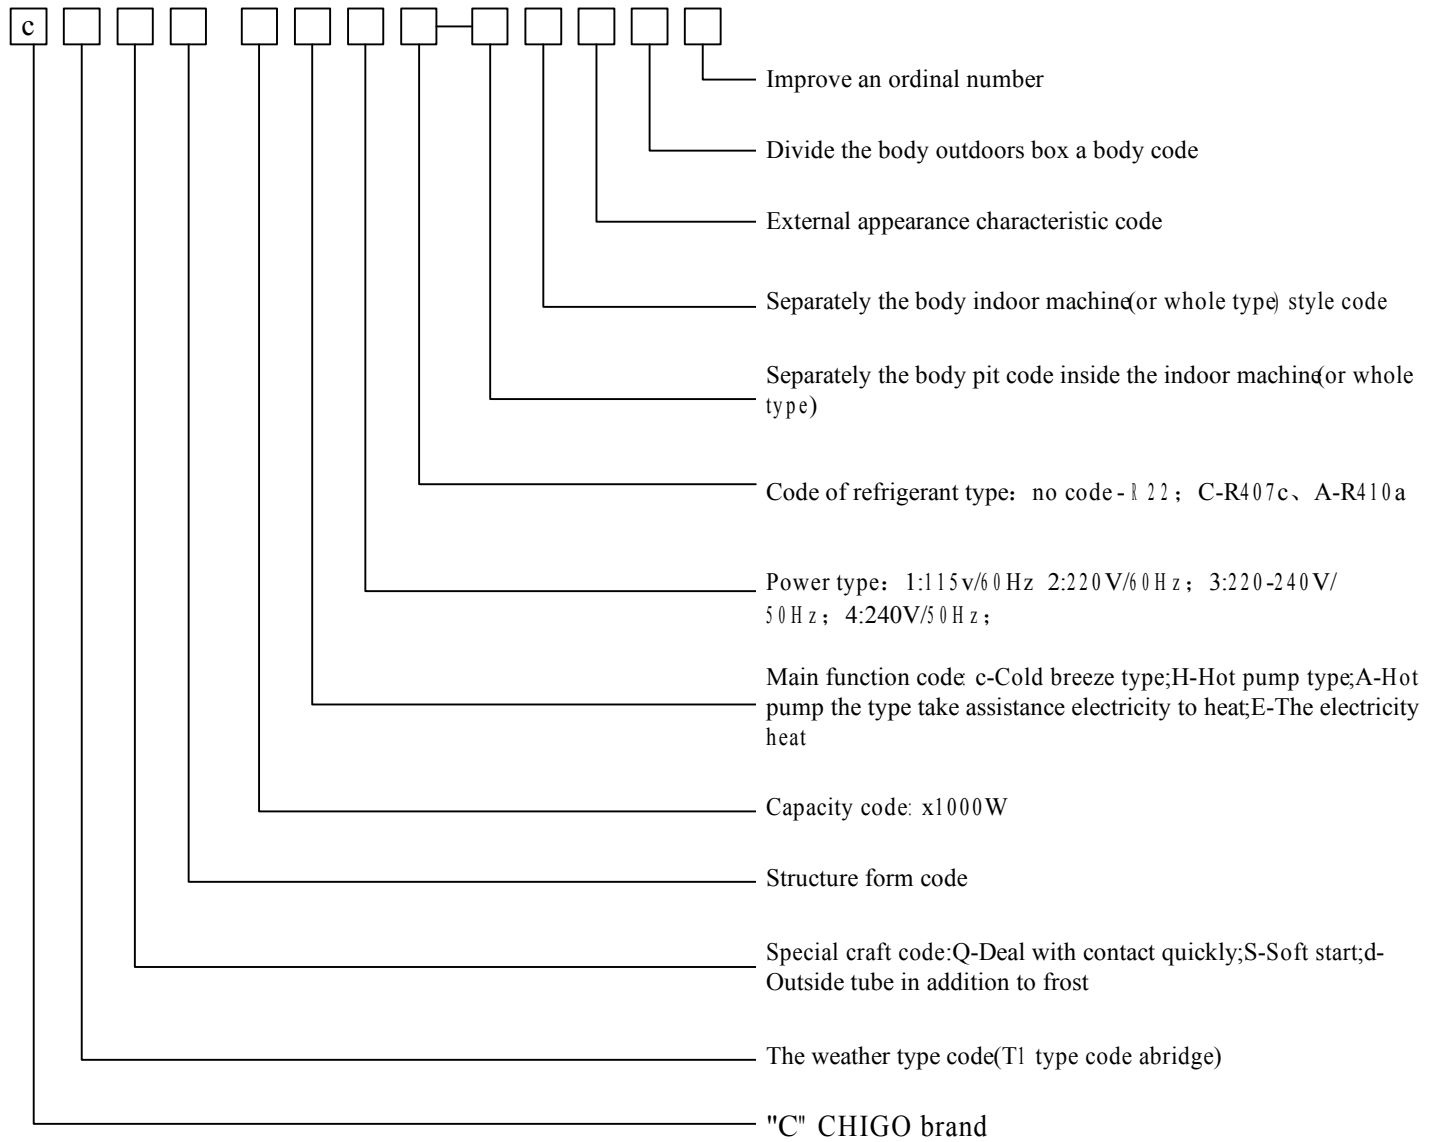 c
Improve an ordinal number
Divide the body outdoors box a body code
External appearance characteristic code
Separately the body indoor machine(or whole type) style code
Separately the body pit code inside the indoor machine(or whole
type)
Code of refrigerant type：no code-R22；C-R407c、A-R410a
Power type：1:115v/60Hz 2:220V/60Hz；3:220-240V/
50Hz；4:240V/50Hz；
Main function code: c-Cold breeze type;H-Hot pump type;A-Hot
pump the type take assistance electricity to heat;E-The electricity
heat
Capacity code: x1000W
Structure form code
Special craft code:Q-Deal with contact quickly;S-Soft start;d-
Outside tube in addition to frost
The weather type code(T1 type code abridge)
"C" CHIGO brand